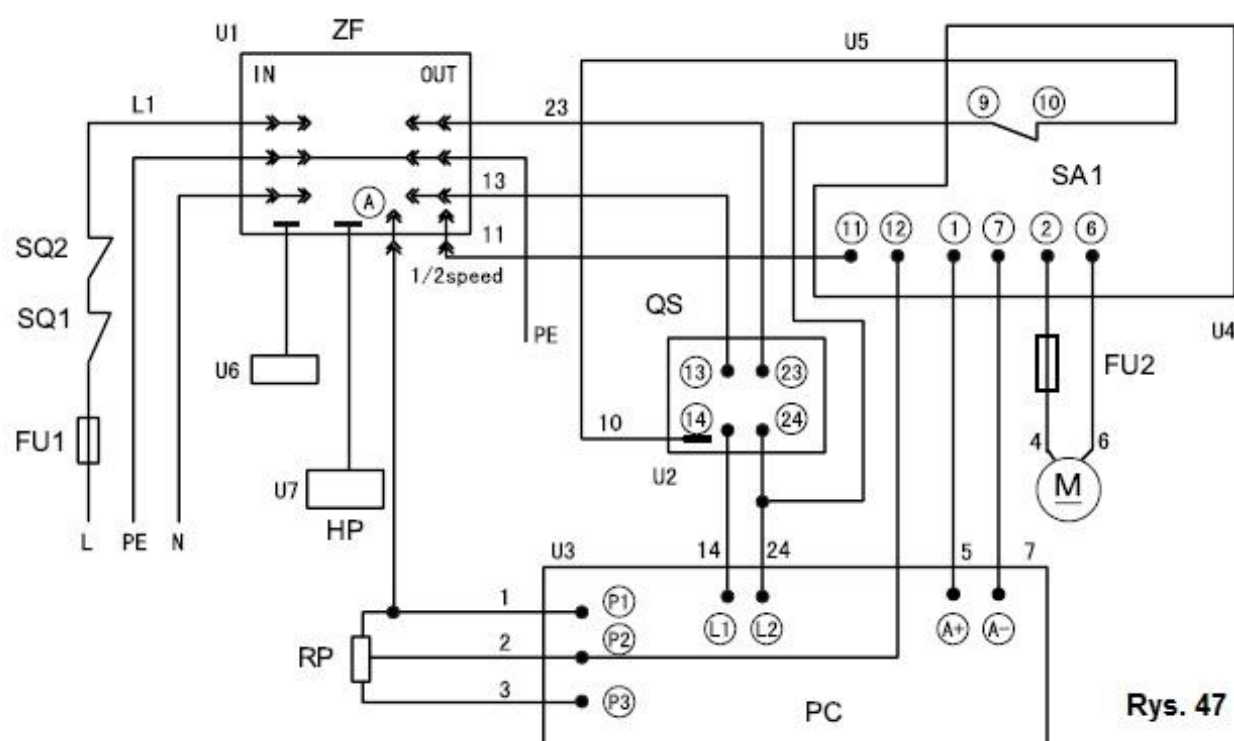 U1 ZF
U5
IN OUT
L1
23
9 10
SA1
13
A
11
1/2speed
11 12 1 7 2 6
SQ2
SQ1
QS
PE
U4
U6
13 23
FU2
FU1
10
14 24
4 6
U2
U7
M
HP
L PE N
U3 14 24 5 7
1 P1
L1 L2 A+ A-
2 P2
RP
3 P3
PC
Rys. 47